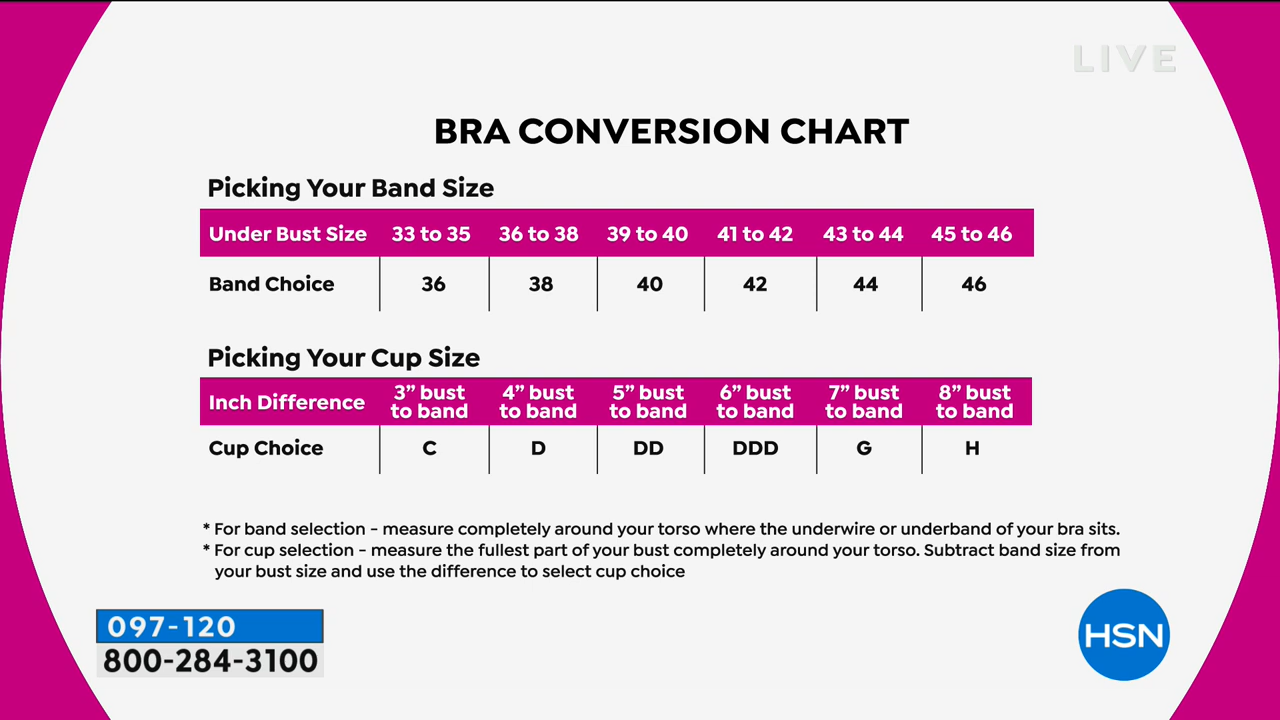 LIVE
BRA CONVERSION CHART
Picking Your Band Size
Under Bust Size 33 to 35 36 to 38 39 to 40 41 to 42 43 to 44 45 to 46
Band Choice 36 38 40 42 44 46
Picking Your Cup Size
Inch Difference 3” bust to band 4” bust to band 5” bust to band 6” bust to band 7” bust to band 8” bust to band
Cup Choice C D DD DDD G H
* For band selection - measure completely around your torso where the underwire or underband of your bra sits.
* For cup selection - measure the fullest part of your bust completely around your torso. Subtract band size from
your bust size and use the difference to select cup choice
097-120
800-284-3100
HSN